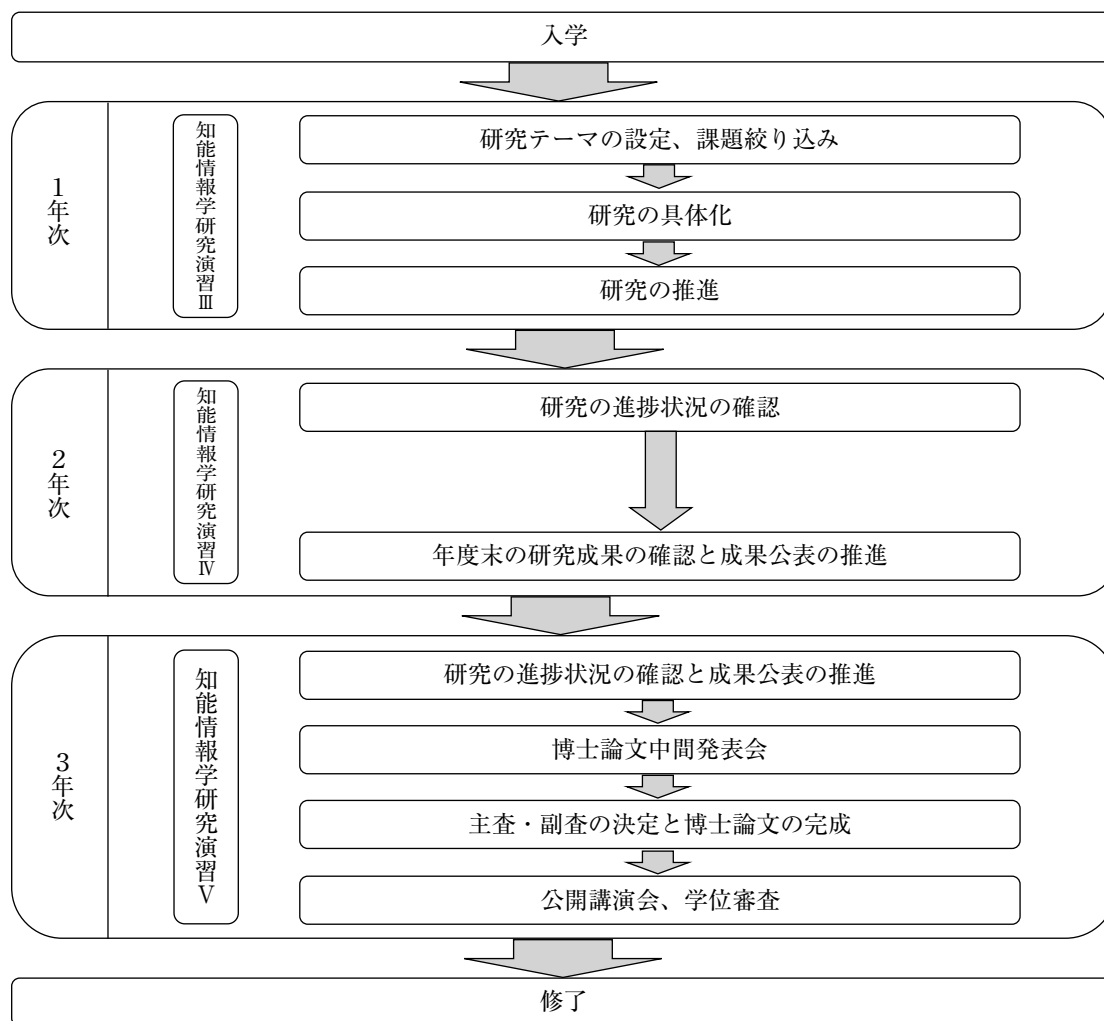 入学
1年次
知能情報学研究演習Ⅲ
研究テーマの設定、課題絞り込み
研究の具体化
研究の推進
2年次
知能情報学研究演習Ⅳ
研究の進捗状況の確認
年度末の研究成果の確認と成果公表の推進
3年次
知能情報学研究演習Ⅴ
研究の進捗状況の確認と成果公表の推進
博士論文中間発表会
主査・副査の決定と博士論文の完成
公開講演会、学位審査
修了